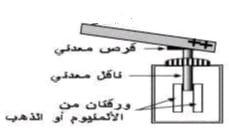 ++
قرص معدني
ناقل معدني
ورقتان من
الألمنيوم أو الذهب